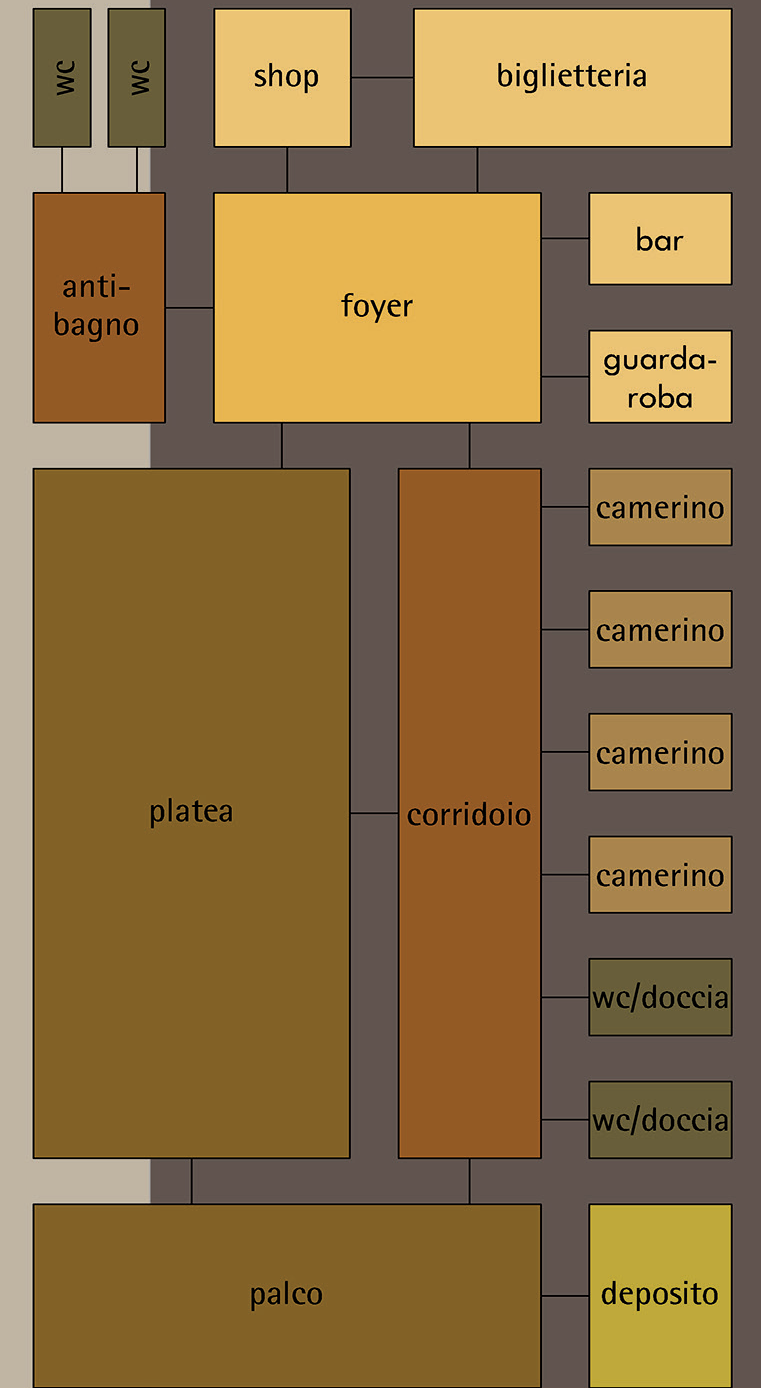 wc
wc
shop
biglietteria
anti-
bagno
foyer
bar
guarda-
roba
camerino
camerino
camerino
platea
corridoio
camerino
wc/doccia
wc/doccia
palco
deposito